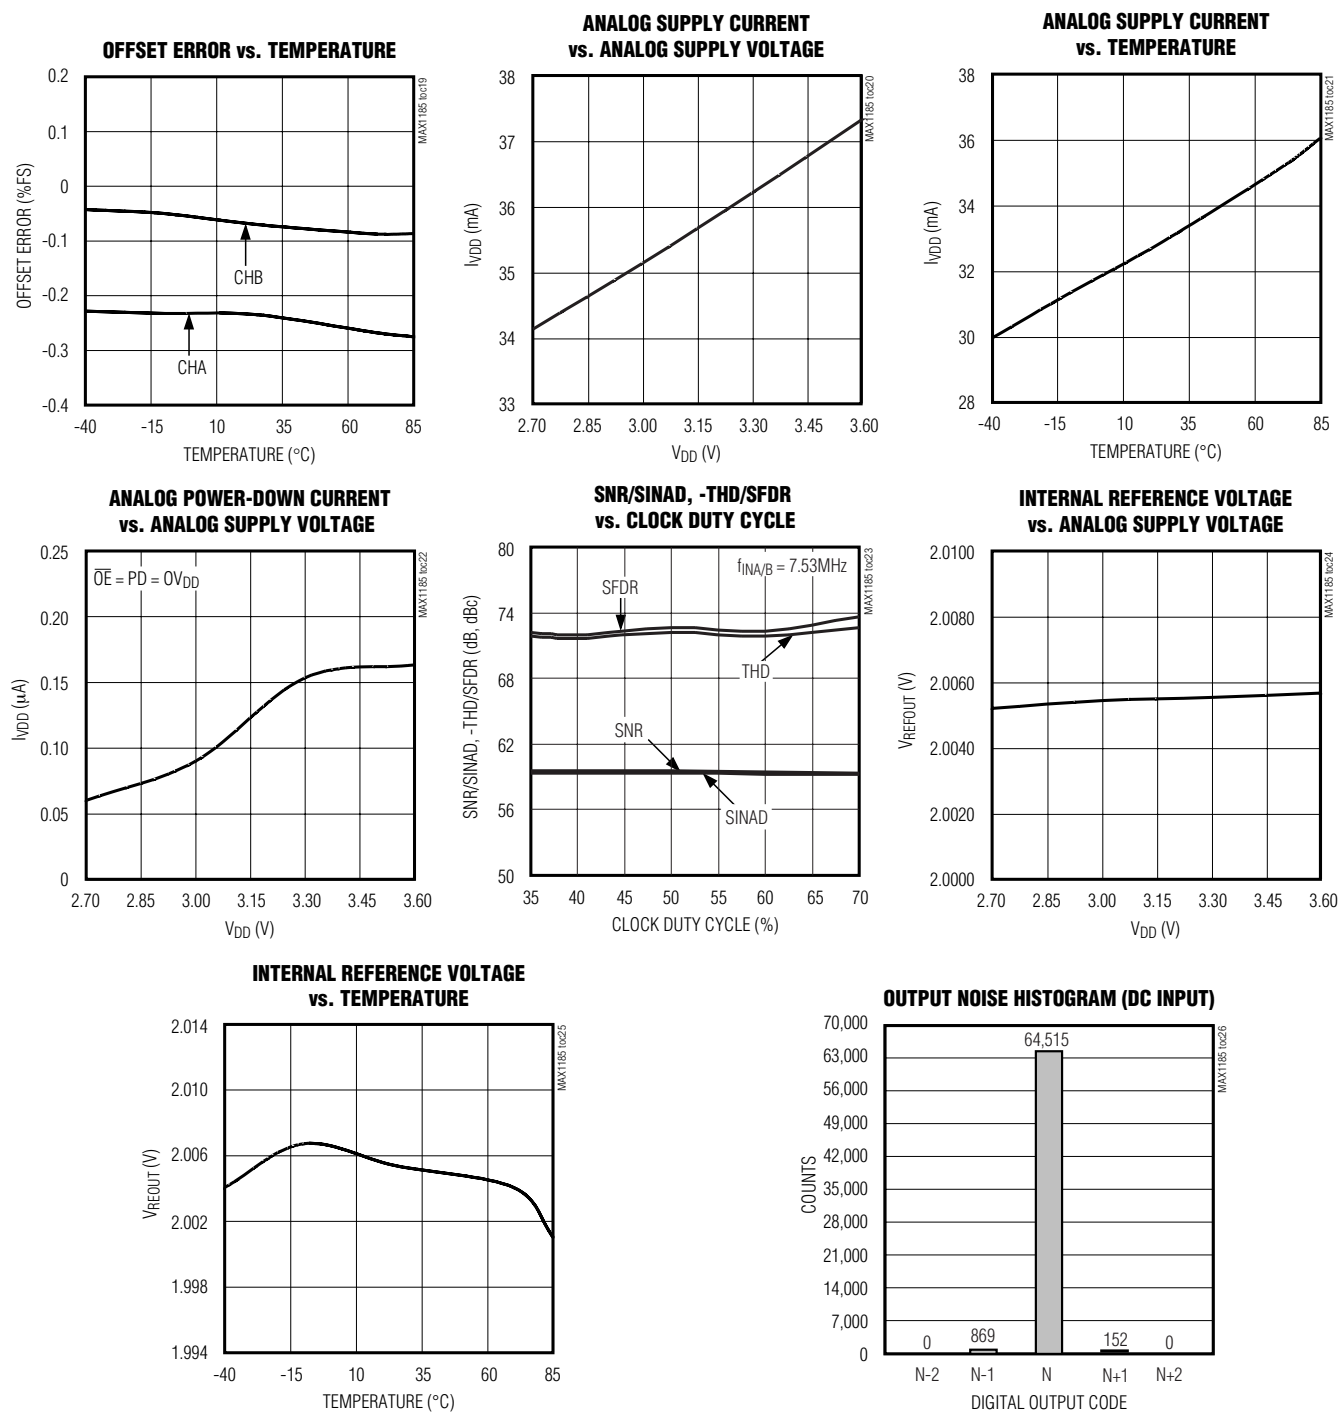 OFFSET ERROR vs. TEMPERATURE
0.2
0.1
0
-0.1
-0.2
-0.3
-0.4
OFFSET ERROR (%FS)
CHB
CHA
-40 -15 10 35 60 85
TEMPERATURE (°C)
MAX1185 toc19
ANALOG SUPPLY CURRENT
vs. ANALOG SUPPLY VOLTAGE
38
37
36
35
34
33
IVDD (mA)
2.70 2.85 3.00 3.15 3.30 3.45 3.60
VDD (V)
MAX1185 toc20
ANALOG SUPPLY CURRENT
vs. TEMPERATURE
38
36
34
32
30
28
IVDD (mA)
-40 -15 10 35 60 85
TEMPERATURE (°C)
MAX1185 toc21
ANALOG POWER-DOWN CURRENT
vs. ANALOG SUPPLY VOLTAGE
0.25
0.20
0.15
0.10
0.05
0
IVDD (μA)
O̅E̅ = PD = OVDD
2.70 2.85 3.00 3.15 3.30 3.45 3.60
VDD (V)
MAX1185 toc22
SNR/SINAD, -THD/SFDR
vs. CLOCK DUTY CYCLE
80
74
68
62
56
50
SNR/SINAD, -THD/SFDR (dB, dBc)
fINA/B = 7.53MHz
SFDR
THD
SNR
SINAD
35 40 45 50 55 60 65 70
CLOCK DUTY CYCLE (%)
MAX1185 toc23
INTERNAL REFERENCE VOLTAGE
vs. ANALOG SUPPLY VOLTAGE
2.0100
2.0080
2.0060
2.0040
2.0020
2.0000
VREFOUT (V)
2.70 2.85 3.00 3.15 3.30 3.45 3.60
VDD (V)
MAX1185 toc24
INTERNAL REFERENCE VOLTAGE
vs. TEMPERATURE
2.014
2.010
2.006
2.002
1.998
1.994
VREOUT (V)
-40 -15 10 35 60 85
TEMPERATURE (°C)
MAX1185 toc25
OUTPUT NOISE HISTOGRAM (DC INPUT)
70,000
63,000
56,000
49,000
42,000
35,000
28,000
21,000
14,000
7,000
0
COUNTS
64,515
0 869 152 0
N-2 N-1 N N+1 N+2
DIGITAL OUTPUT CODE
MAX1185 toc26